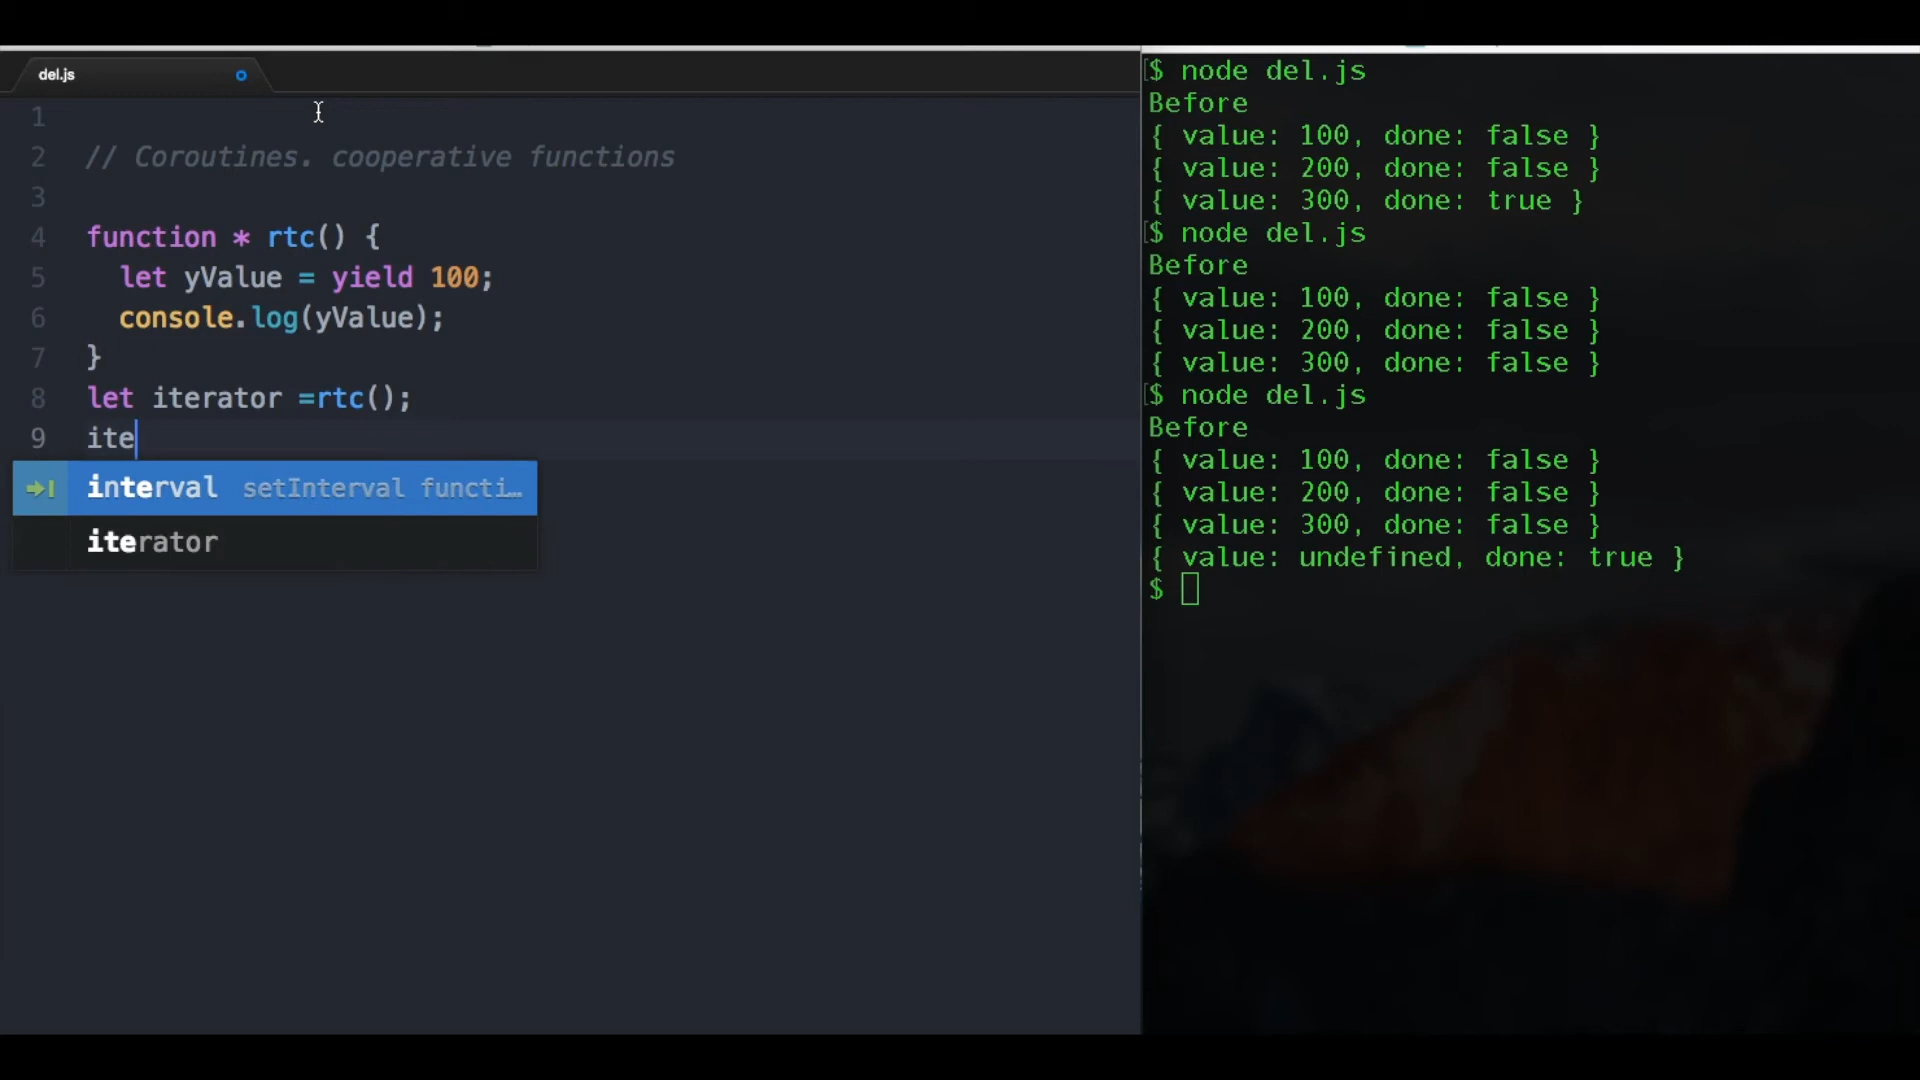 del.js
1
2 // Coroutines. cooperative functions
3
4 function * rtc() {
5 let yValue = yield 100;
6 console.log(yValue);
7 }
8 let iterator =rtc();
9 ite
interval setInterval functi…
iterator
[$ node del.js
Before
{ value: 100, done: false }
{ value: 200, done: false }
{ value: 300, done: true }
[$ node del.js
Before
{ value: 100, done: false }
{ value: 200, done: false }
{ value: 300, done: false }
[$ node del.js
Before
{ value: 100, done: false }
{ value: 200, done: false }
{ value: 300, done: false }
{ value: undefined, done: true }
$